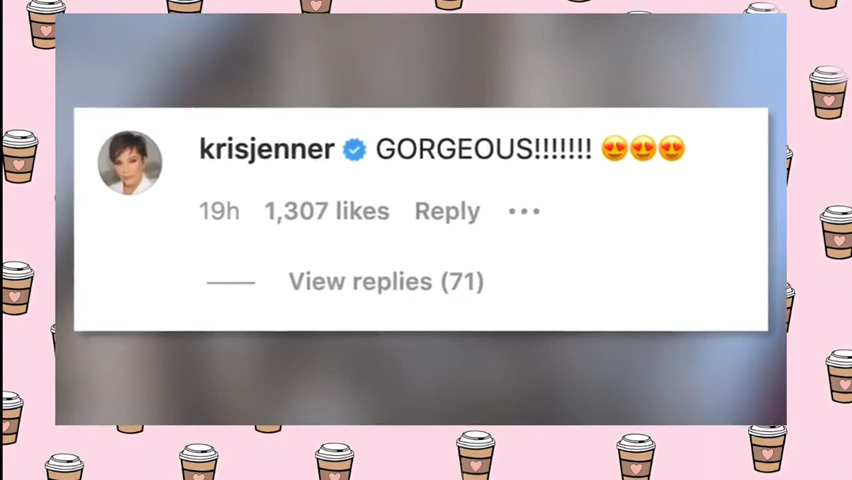 krisjenner GORGEOUS!!!!!!! 😍😍😍
19h 1,307 likes Reply •••
View replies (71)